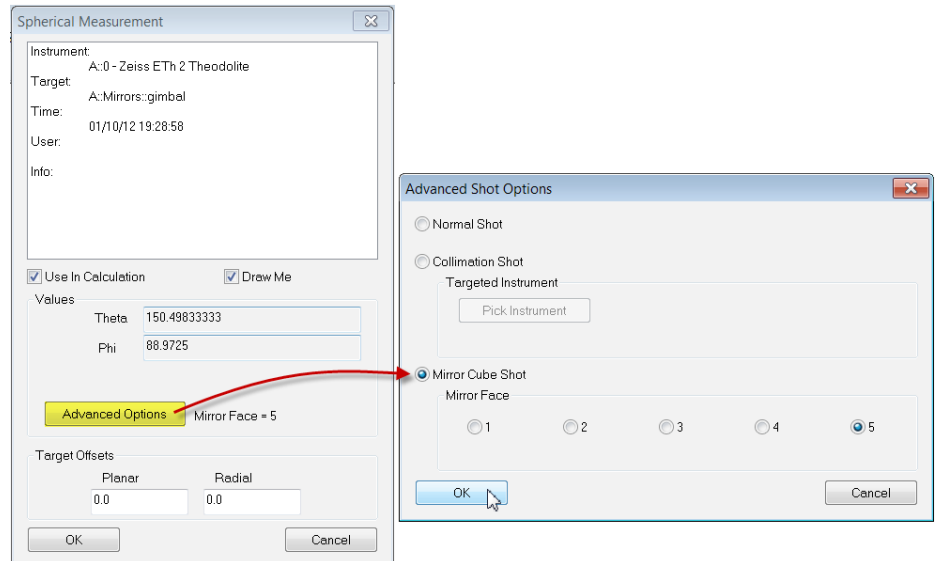 Spherical Measurement
Instrument:
A::0 - Zeiss ETh 2 Theodolite
Target:
A::Mirrors::gimbal
Time:
01/10/12 19:28:58
User:
Info:
Use In Calculation
Draw Me
Values
Theta 150.49833333
Phi 88.9725
Advanced Options Mirror Face = 5
Target Offsets
Planar Radial
0.0 0.0
OK Cancel
Advanced Shot Options
Normal Shot
Collimation Shot
Targeted Instrument
Pick Instrument
Mirror Cube Shot
Mirror Face
1 2 3 4 5
OK Cancel